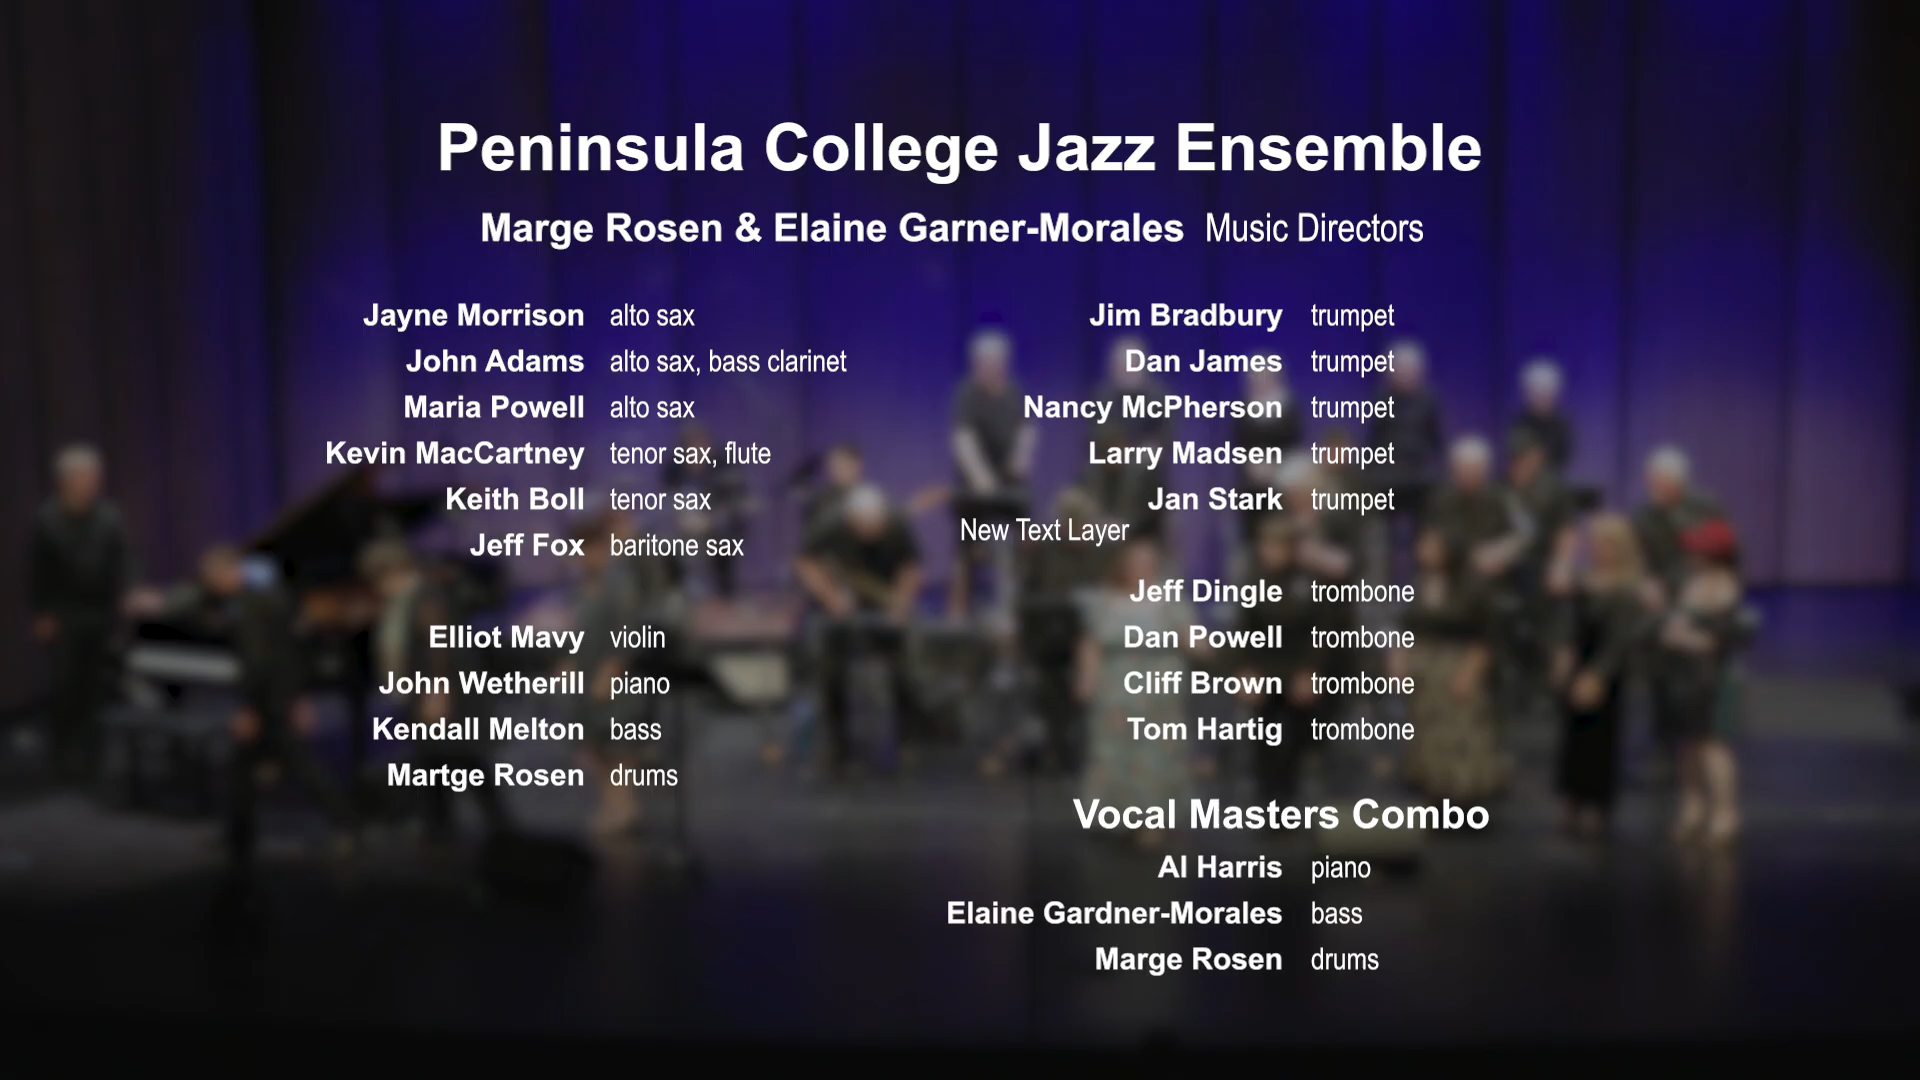 Peninsula College Jazz Ensemble
Marge Rosen & Elaine Garner-Morales Music Directors
Jayne Morrison alto sax
John Adams alto sax, bass clarinet
Maria Powell alto sax
Kevin MacCartney tenor sax, flute
Keith Boll tenor sax
Jeff Fox baritone sax
Elliot Mavy violin
John Wetherill piano
Kendall Melton bass
Martge Rosen drums
Jim Bradbury trumpet
Dan James trumpet
Nancy McPherson trumpet
Larry Madsen trumpet
Jan Stark trumpet
New Text Layer
Jeff Dingle trombone
Dan Powell trombone
Cliff Brown trombone
Tom Hartig trombone
Vocal Masters Combo
Al Harris piano
Elaine Gardner-Morales bass
Marge Rosen drums